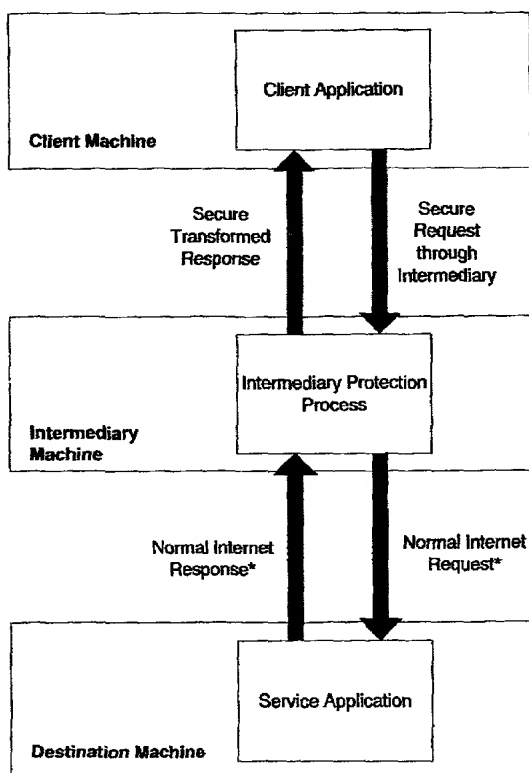 Client Application
Client Machine
Secure
Transformed
Response
Secure
Request
through
Intermediary
Intermediary Protection
Process
Intermediary
Machine
Normal Internet
Response*
Normal Internet
Request*
Service Application
Destination Machine